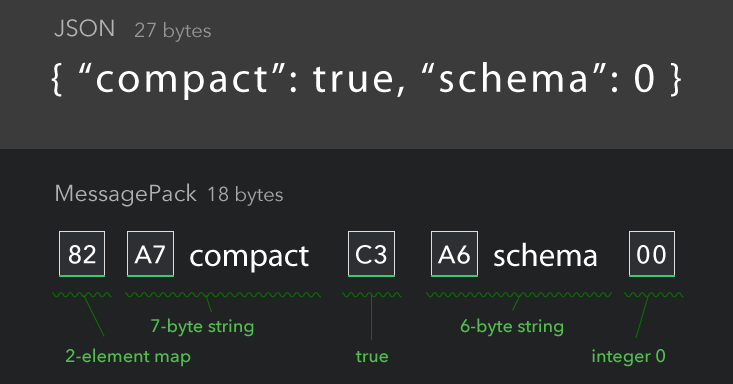 JSON 27 bytes
{ “compact”: true, “schema”: 0 }
MessagePack 18 bytes
82 A7 compact C3 A6 schema 00
7-byte string 6-byte string
2-element map true integer 0